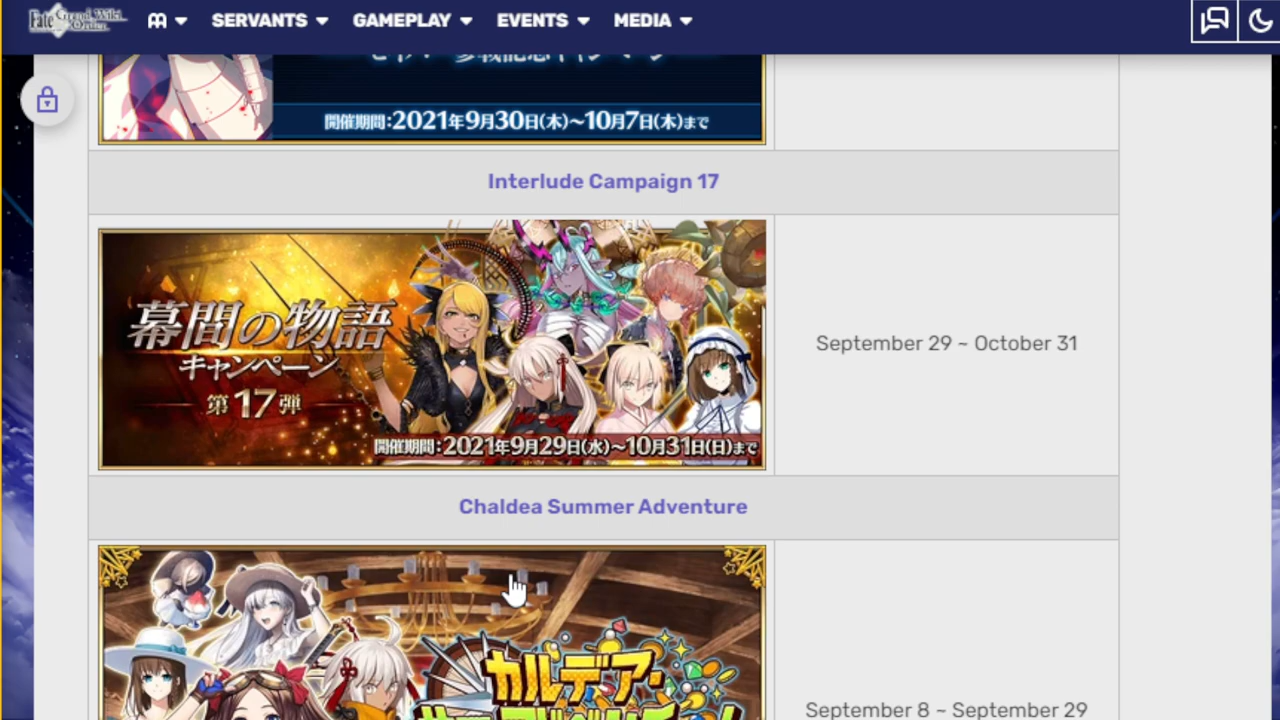 Fate Grand Wiki Order
SERVANTS GAMEPLAY EVENTS MEDIA
開催期間:2021年9月30日(木)~10月7日(木)まで
Interlude Campaign 17
幕間の物語
キャンペーン
第17弾
開催期間:2021年9月29日(水)~10月31日(日)まで
September 29 ~ October 31
Chaldea Summer Adventure
カルデア・
September 8 ~ September 29